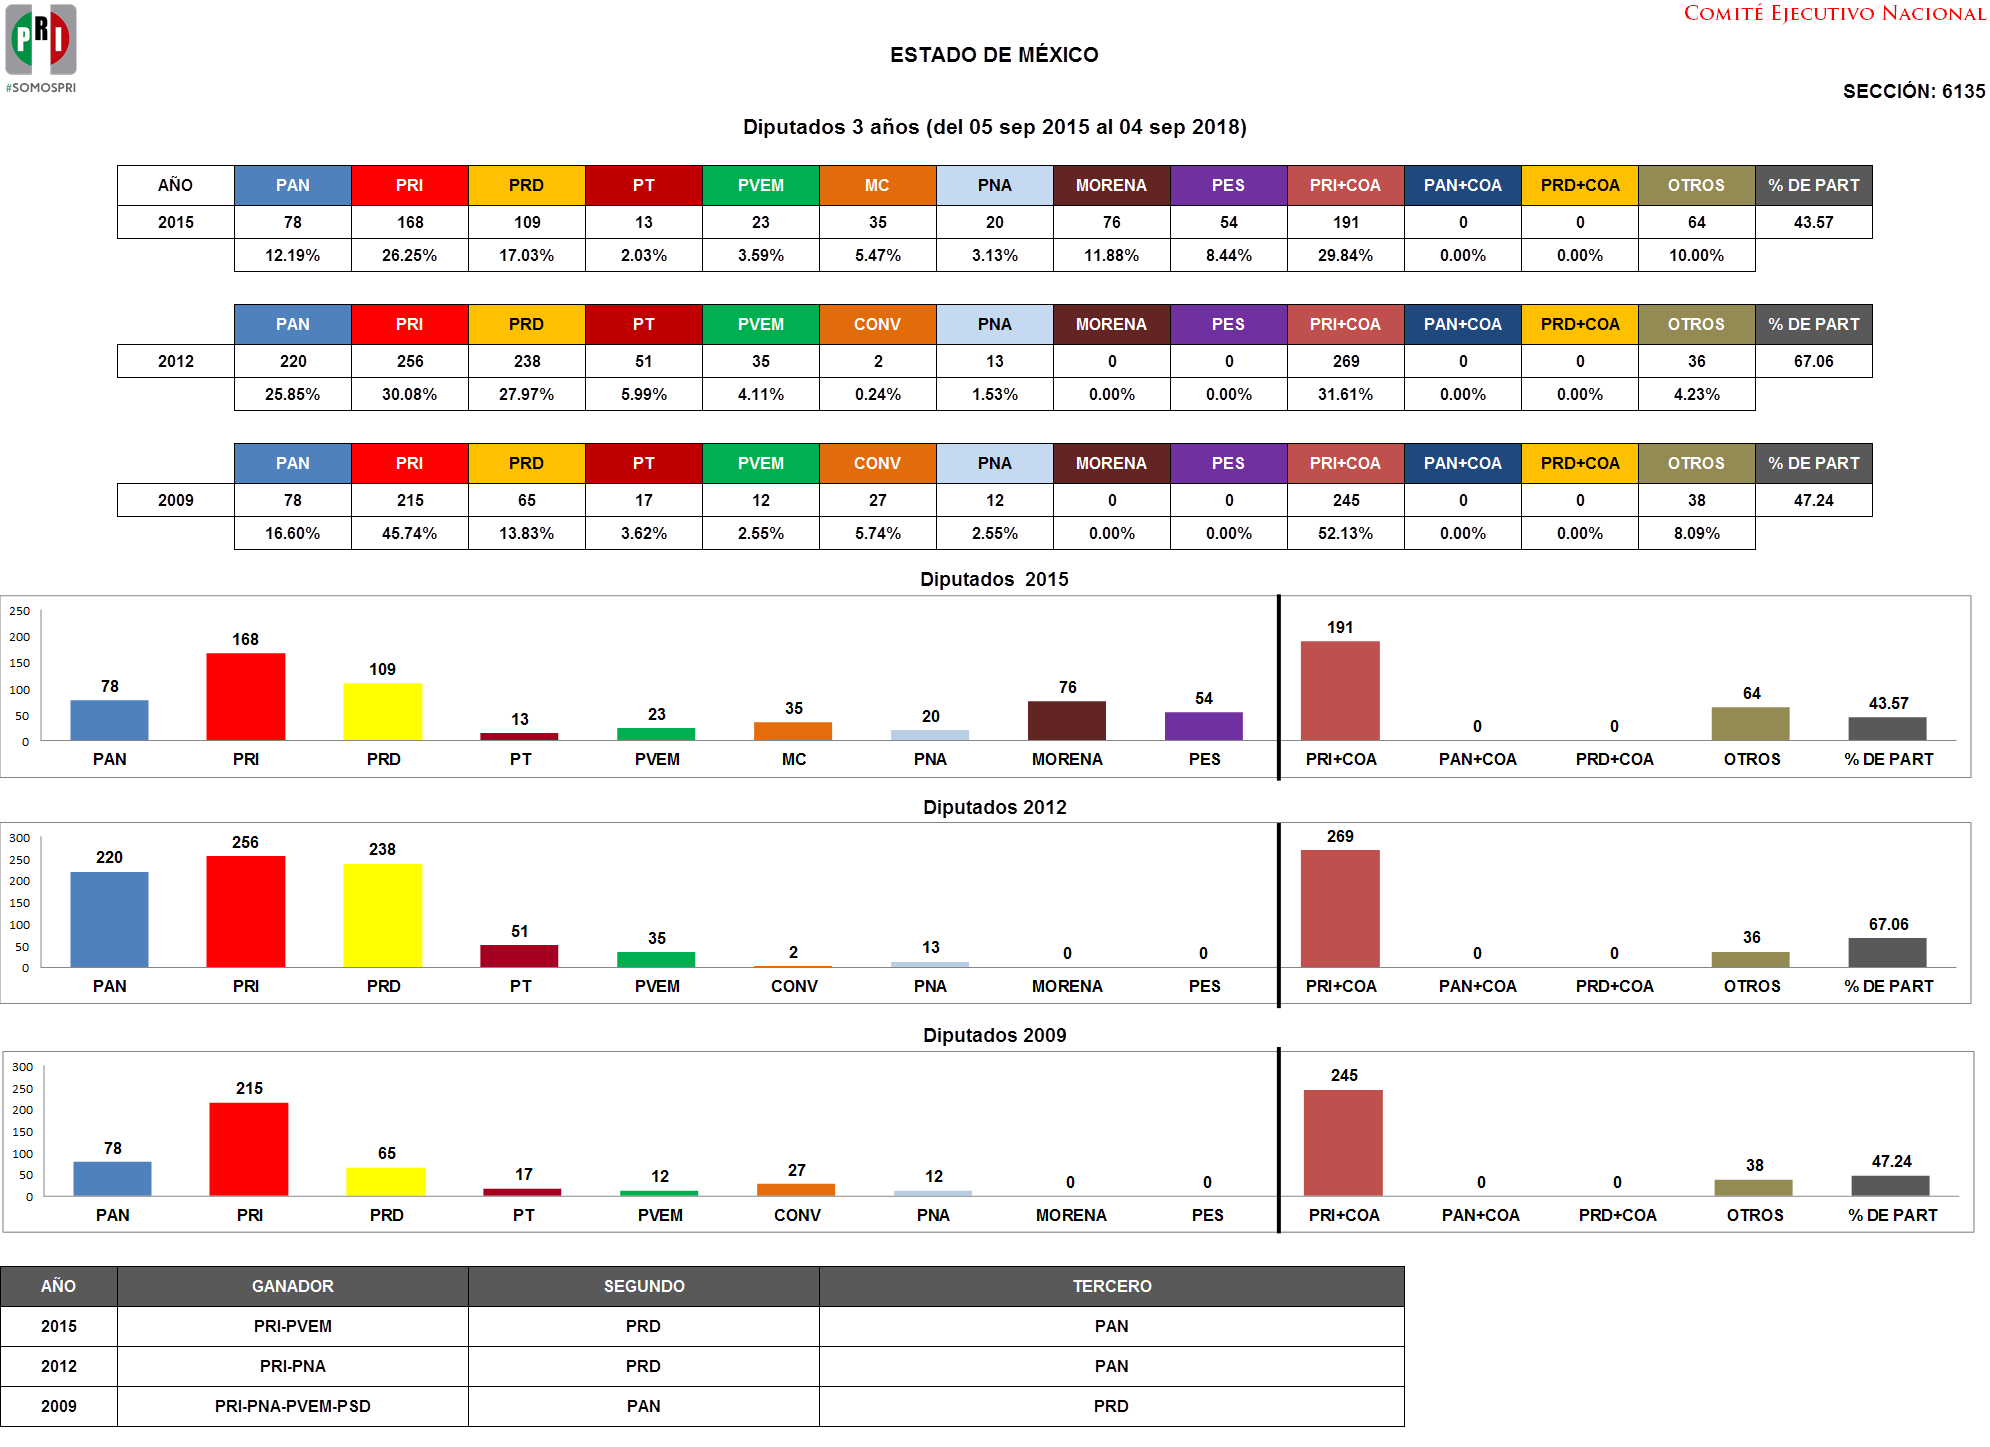 PRI
#SOMOSPRI
COMITÉ EJECUTIVO NACIONAL
ESTADO DE MÉXICO
SECCIÓN: 6135
Diputados 3 años (del 05 sep 2015 al 04 sep 2018)
AÑO PAN PRI PRD PT PVEM MC PNA MORENA PES PRI+COA PAN+COA PRD+COA OTROS % DE PART
2015 78 168 109 13 23 35 20 76 54 191 0 0 64 43.57
12.19% 26.25% 17.03% 2.03% 3.59% 5.47% 3.13% 11.88% 8.44% 29.84% 0.00% 0.00% 10.00%
PAN PRI PRD PT PVEM CONV PNA MORENA PES PRI+COA PAN+COA PRD+COA OTROS % DE PART
2012 220 256 238 51 35 2 13 0 0 269 0 0 36 67.06
25.85% 30.08% 27.97% 5.99% 4.11% 0.24% 1.53% 0.00% 0.00% 31.61% 0.00% 0.00% 4.23%
PAN PRI PRD PT PVEM CONV PNA MORENA PES PRI+COA PAN+COA PRD+COA OTROS % DE PART
2009 78 215 65 17 12 27 12 0 0 245 0 0 38 47.24
16.60% 45.74% 13.83% 3.62% 2.55% 5.74% 2.55% 0.00% 0.00% 52.13% 0.00% 0.00% 8.09%
Diputados 2015
250
200
150
100
50
0
78 168 109 13 23 35 20 76 54 191 0 0 64 43.57
PAN PRI PRD PT PVEM MC PNA MORENA PES PRI+COA PAN+COA PRD+COA OTROS % DE PART
Diputados 2012
300
250
200
150
100
50
0
220 256 238 51 35 2 13 0 0 269 0 0 36 67.06
PAN PRI PRD PT PVEM CONV PNA MORENA PES PRI+COA PAN+COA PRD+COA OTROS % DE PART
Diputados 2009
300
250
200
150
100
50
0
78 215 65 17 12 27 12 0 0 245 0 0 38 47.24
PAN PRI PRD PT PVEM CONV PNA MORENA PES PRI+COA PAN+COA PRD+COA OTROS % DE PART
AÑO GANADOR SEGUNDO TERCERO
2015 PRI-PVEM PRD PAN
2012 PRI-PNA PRD PAN
2009 PRI-PNA-PVEM-PSD PAN PRD